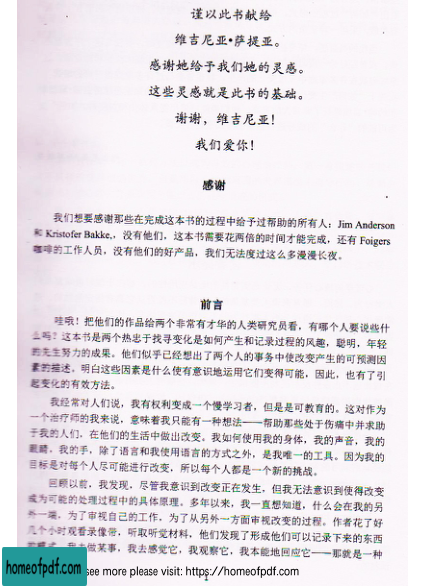 谨以此书献给
维吉尼亚•萨提亚。
感谢她给予我们她的灵感。
这些灵感就是此书的基础。
谢谢，维吉尼亚！
我们爱你！
感谢
我们想要感谢那些在完成这本书的过程中给予过帮助的所有人：Jim Anderson
和 Kristofer Bakke,，没有他们，这本书需要花两倍的时间才能完成，还有 Foigers
咖啡的工作人员，没有他们的好产品，我们无法度过这么多漫漫长夜。
前言
哇哦！把他们的作品给两个非常有才华的人类研究员看，有哪个人要说些什
么吗？这本书是两个热忠于找寻变化是如何产生和记录过程的风趣，聪明，年轻
的先生努力的成果。他们似乎已经想出了两个人的事务中使改变产生的可预测因
素的描述。明白这些因素是什么使有意识地运用它们变得可能，因此，也有了引
起变化的有效方法。
我经常对人们说，我有权利变成一个慢学习者，但是是可教育的。这对作为
一个治疗师的我来说，意味着我只能有一种想法——帮助那些处于伤痛中并求助
于我的人们，在他们的生活中做出改变。我如何使用我的身体，我的声音，我的
眼睛，我的手，除了语言和我使用语言的方式之外，是我唯一的工具。因为我的
目标是对每个人尽可能进行改变，所以每个人都是一个新的挑战。
回顾以前，我发现，尽管我意识到改变正在发生，但我无法意识到使得改变
成为可能的处理过程中的具体原理。多年以来，我一直想知道，什么会在我的另
外一端，为了审视自己的工作，为了从另外一方面审视改变的过程。作者花了好
几个小时观看录像带，听取听觉材料，他们发现了形成他们可以记录下来的东西
我去做某事，我去感觉它，我观察它，我本能地回应它——那就是一种
homeofpdf.com
see more please visit: https://homeofpdf.com